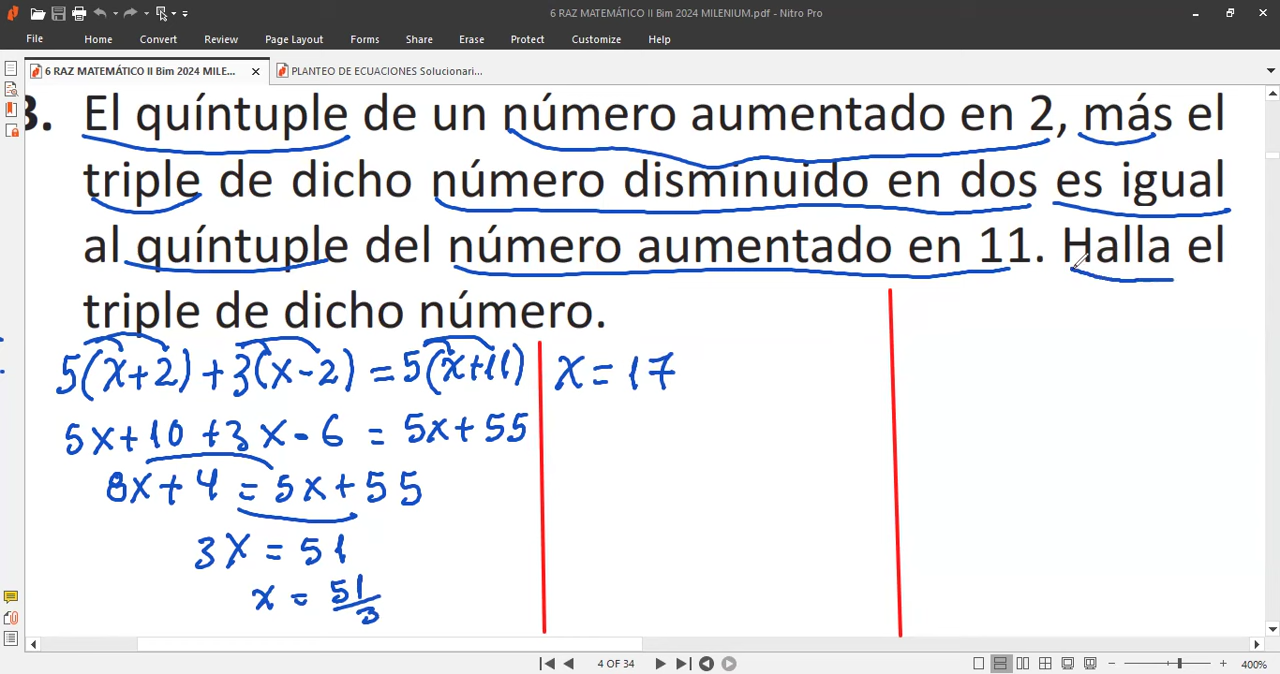 6 RAZ MATEMÁTICO II Bim 2024 MILENIUM.pdf - Nitro Pro
File Home Convert Review Page Layout Forms Share Erase Protect Customize Help
6 RAZ MATEMÁTICO II Bim 2024 MILE... PLANTEO DE ECUACIONES Solucionari...
3. El quíntuple de un número aumentado en 2, más el
triple de dicho número disminuido en dos es igual
al quíntuple del número aumentado en 11. Halla el
triple de dicho número.
5(x+2)+3(x-2)=5(x+11)
5x+10+3x-6=5x+55
8x+4=5x+55
3x=51
x=51/3
x=17
4 OF 34
400%